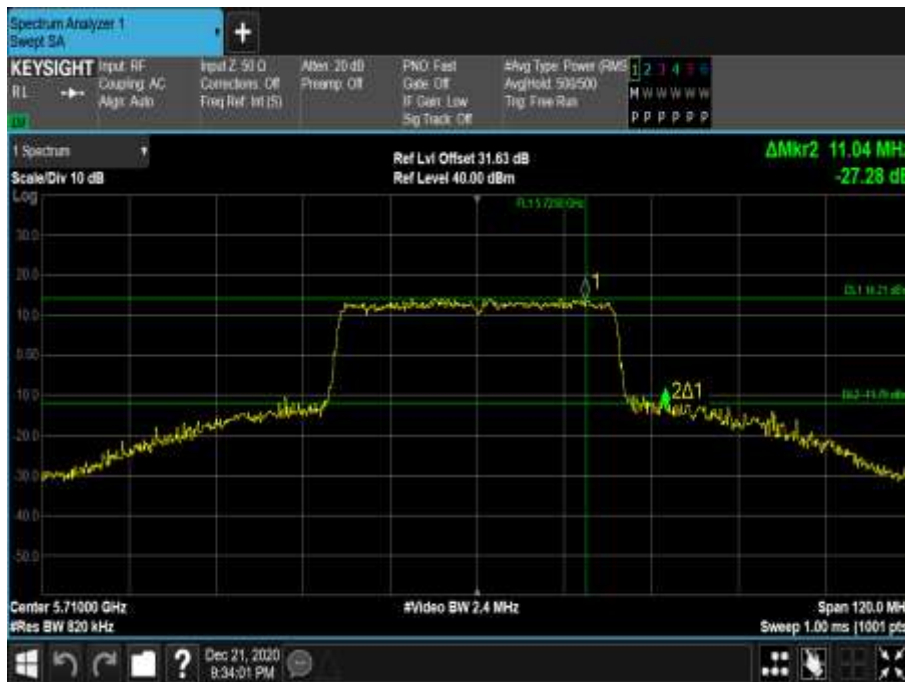 Spectrum Analyzer 1
Swept SA
+
KEYSIGHT
RL
Input: RF
Coupling: AC
Align: Auto
Input Z: 50 Ω
Corrections: Off
Freq Ref: Int (S)
Atten: 20 dB
Preamp: Off
PNO: Fast
Gate: Off
IF Gain: Low
Sig Track: Off
#Avg Type: Power (RMS
Avg|Hold: 500/500
Trig: Free Run
1 2 3 4 5 6
M W W W W W
P P P P P P
1 Spectrum
Scale/Div 10 dB
Ref Lvl Offset 31.63 dB
Ref Level 40.00 dBm
ΔMkr2 11.04 MH
-27.28 dB
Log
30.0
20.0
10.0
0.00
-10.0
-20.0
-30.0
-40.0
-50.0
1
2Δ1
Center 5.71000 GHz
#Res BW 820 kHz
#Video BW 2.4 MHz
Span 120.0 MH
Sweep 1.00 ms (1001 pts
?
Dec 21, 2020
9:34:01 PM